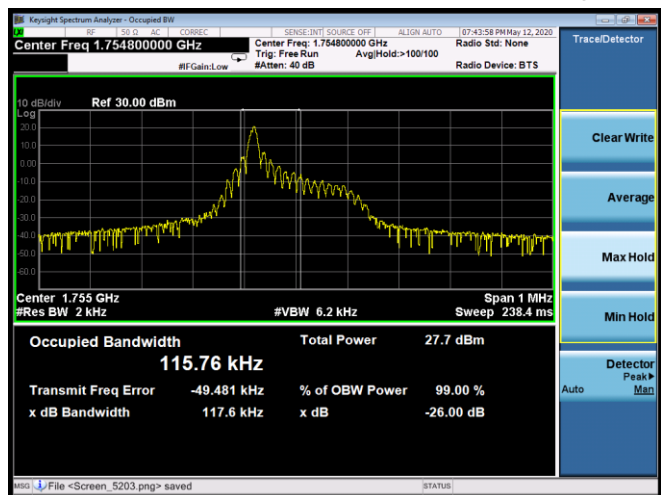 Keysight Spectrum Analyzer - Occupied BW
RF 50 Ω AC CORREC SENSE:INT SOURCE OFF ALIGN AUTO 07:43:58 PM May 12, 2020
Center Freq 1.754800000 GHz
Center Freq: 1.754800000 GHz
Radio Std: None
Trig: Free Run Avg|Hold:>100/100
#IFGain:Low
#Atten: 40 dB
Radio Device: BTS
Trace/Detector
10 dB/div Ref 30.00 dBm
Log
20.0
10.0
0.00
-10.0
-20.0
-30.0
-40.0
-50.0
-60.0
Clear Write
Average
Max Hold
Min Hold
Detector
Peak▶
Auto Man
Center 1.755 GHz
Span 1 MHz
#Res BW 2 kHz
#VBW 6.2 kHz
Sweep 238.4 ms
Occupied Bandwidth
115.76 kHz
Total Power 27.7 dBm
Transmit Freq Error -49.481 kHz
% of OBW Power 99.00 %
x dB Bandwidth 117.6 kHz
x dB -26.00 dB
MSG File <Screen_5203.png> saved
STATUS